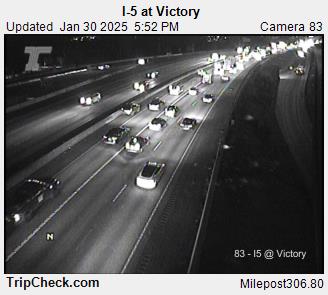 I-5 at Victory
Updated Jan 30 2025 5:52 PM Camera 83
T
N
83 - I5 @ Victory
TripCheck.com Milepost306.80